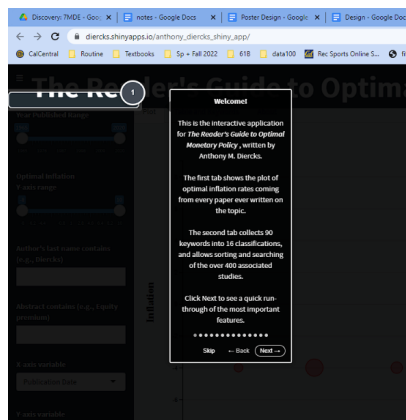 Discovery: 7MDE - Goo
notes - Google Docs
Poster Design - Google
Design - Google Doc
diercks.shinyapps.io/anthony_diercks_shiny_app/
CalCentral
Routine
Textbooks
Sp + Fall 2022
618
data100
Rec Sports Online S...
fi
The Reader's Guide to Optima
1
Year Published Range
Optimal Inflation
Y-axis range
Author's last name contains
(e.g., Diercks)
Abstract contains (e.g., Equity
premium)
X-axis variable
Publication Date
Y-axis variable
Inflation
Welcome!
This is the interactive application
for The Reader's Guide to Optimal
Monetary Policy , written by
Anthony M. Diercks.
The first tab shows the plot of
optimal inflation rates coming
from every paper ever written on
the topic.
The second tab collects 90
keywords into 16 classifications,
and allows sorting and searching
of the over 400 associated
studies.
Click Next to see a quick run-
through of the most important
features.
Skip
← Back
Next →